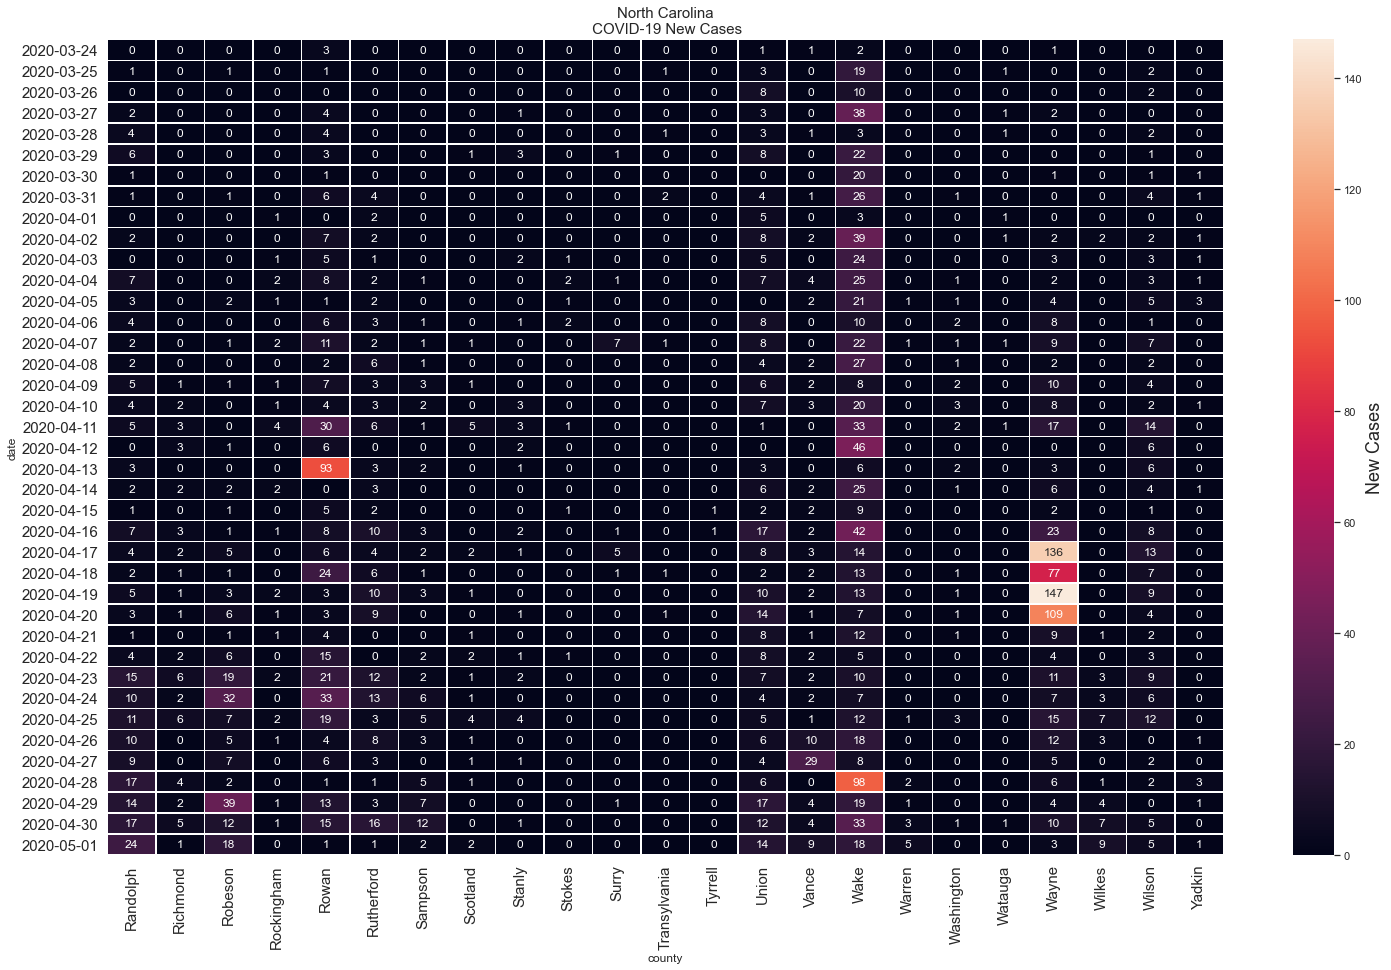 North Carolina
COVID-19 New Cases
2020-03-24 0 0 0 0 3 0 0 0 0 0 0 0 0 1 1 2 0 0 0 1 0 0 0
2020-03-25 1 0 1 0 1 0 0 0 0 0 0 1 0 3 0 19 0 0 1 0 0 2 0
2020-03-26 0 0 0 0 0 0 0 0 0 0 0 0 0 8 0 10 0 0 0 0 0 2 0
2020-03-27 2 0 0 0 4 0 0 0 1 0 0 0 0 3 0 38 0 0 1 2 0 0 0
2020-03-28 4 0 0 0 4 0 0 0 0 0 0 1 0 3 1 3 0 0 1 0 0 2 0
2020-03-29 6 0 0 0 3 0 0 1 3 0 1 0 0 8 0 22 0 0 0 0 0 1 0
2020-03-30 1 0 0 0 1 0 0 0 0 0 0 0 0 0 0 20 0 0 0 1 0 1 1
2020-03-31 1 0 1 0 6 4 0 0 0 0 0 2 0 4 1 26 0 1 0 0 0 4 1
2020-04-01 0 0 0 1 0 2 0 0 0 0 0 0 0 5 0 3 0 0 1 0 0 0 0
2020-04-02 2 0 0 0 7 2 0 0 0 0 0 0 0 8 2 39 0 0 1 2 2 2 1
2020-04-03 0 0 0 1 5 1 0 0 2 1 0 0 0 5 0 24 0 0 0 3 0 3 1
2020-04-04 7 0 0 2 8 2 1 0 0 2 1 0 0 7 4 25 0 1 0 2 0 3 1
2020-04-05 3 0 2 1 1 2 0 0 0 1 0 0 0 0 2 21 1 1 0 4 0 5 3
2020-04-06 4 0 0 0 6 3 1 0 1 2 0 0 0 8 0 10 0 2 0 8 0 1 0
2020-04-07 2 0 1 2 11 2 1 1 0 0 7 1 0 8 0 22 1 1 1 9 0 7 0
2020-04-08 2 0 0 0 2 6 1 0 0 0 0 0 0 4 2 27 0 1 0 2 0 2 0
2020-04-09 5 1 1 1 7 3 3 1 0 0 0 0 0 6 2 8 0 2 0 10 0 4 0
2020-04-10 4 2 0 1 4 3 2 0 3 0 0 0 0 7 3 20 0 3 0 8 0 2 1
2020-04-11 5 3 0 4 30 6 1 5 3 1 0 0 0 1 0 33 0 2 1 17 0 14 0
2020-04-12 0 3 1 0 6 0 0 0 2 0 0 0 0 0 0 46 0 0 0 0 0 6 0
2020-04-13 3 0 0 0 93 3 2 0 1 0 0 0 0 3 0 6 0 2 0 3 0 6 0
2020-04-14 2 2 2 2 0 3 0 0 0 0 0 0 0 6 2 25 0 1 0 6 0 4 1
2020-04-15 1 0 1 0 5 2 0 0 0 1 0 0 1 2 2 9 0 0 0 2 0 1 0
2020-04-16 7 3 1 1 8 10 3 0 2 0 1 0 1 17 2 42 0 0 0 23 0 8 0
2020-04-17 4 2 5 0 6 4 2 2 1 0 5 0 0 8 3 14 0 0 0 136 0 13 0
2020-04-18 2 1 1 0 24 6 1 0 0 0 1 1 0 2 2 13 0 1 0 77 0 7 0
2020-04-19 5 1 3 2 3 10 3 1 0 0 0 0 0 10 2 13 0 1 0 147 0 9 0
2020-04-20 3 1 6 1 3 9 0 0 1 0 0 1 0 14 1 7 0 1 0 109 0 4 0
2020-04-21 1 0 1 1 4 0 0 1 0 0 0 0 0 8 1 12 0 1 0 9 1 2 0
2020-04-22 4 2 6 0 15 0 2 2 1 1 0 0 0 8 2 5 0 0 0 4 0 3 0
2020-04-23 15 6 19 2 21 12 2 1 2 0 0 0 0 7 2 10 0 0 0 11 3 9 0
2020-04-24 10 2 32 0 33 13 6 1 0 0 0 0 0 4 2 7 0 0 0 7 3 6 0
2020-04-25 11 6 7 2 19 3 5 4 4 0 0 0 0 5 1 12 1 3 0 15 7 12 0
2020-04-26 10 0 5 1 4 8 3 1 0 0 0 0 0 6 10 18 0 0 0 12 3 0 1
2020-04-27 9 0 7 0 6 3 0 1 1 0 0 0 0 4 29 8 0 0 0 5 0 2 0
2020-04-28 17 4 2 0 1 1 5 1 0 0 0 0 0 6 0 98 2 0 0 6 1 2 3
2020-04-29 14 2 39 1 13 3 7 0 0 0 1 0 0 17 4 19 1 0 0 4 4 0 1
2020-04-30 17 5 12 1 15 16 12 0 1 0 0 0 0 12 4 33 3 1 1 10 7 5 0
2020-05-01 24 1 18 0 1 1 2 2 0 0 0 0 0 14 9 18 5 0 0 3 9 5 1
date
Randolph Richmond Robeson Rockingham Rowan Rutherford Sampson Scotland Stanly Stokes Surry Transylvania Tyrrell Union Vance Wake Warren Washington Watauga Wayne Wilkes Wilson Yadkin
county
140
120
100
80
60
40
20
0
New Cases